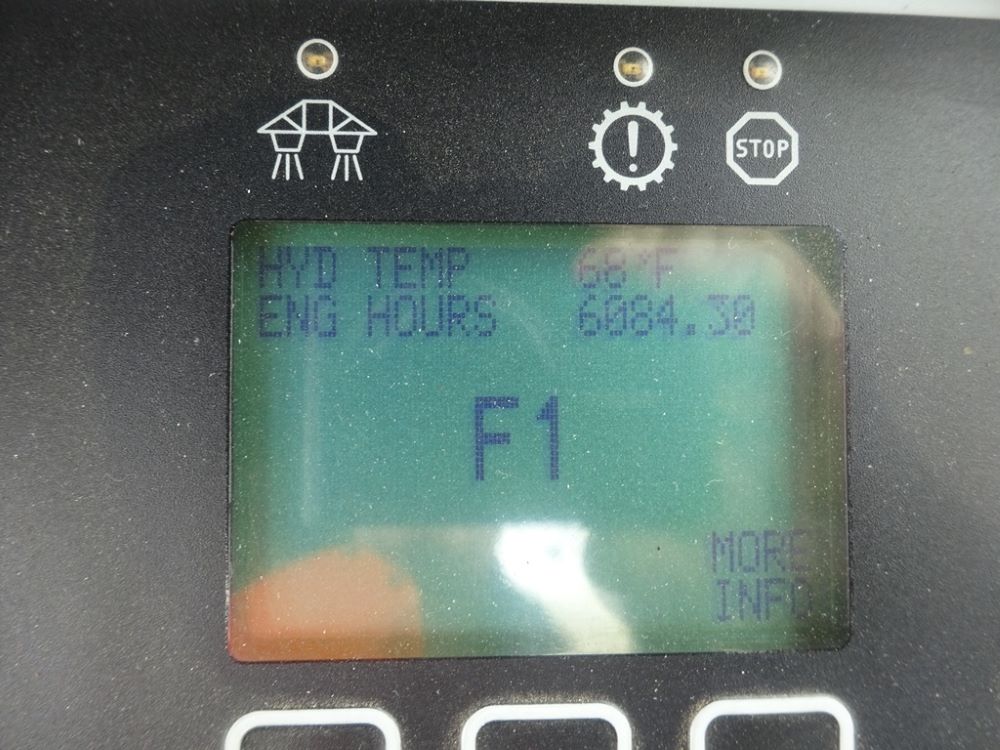 STOP
HYD TEMP 68°F
ENG HOURS 6084.30
F1
MORE
INFO